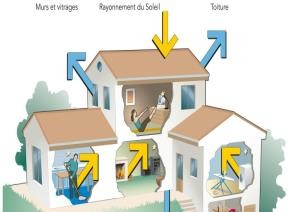 Murs et vitrages
Rayonnement du Soleil
Toiture